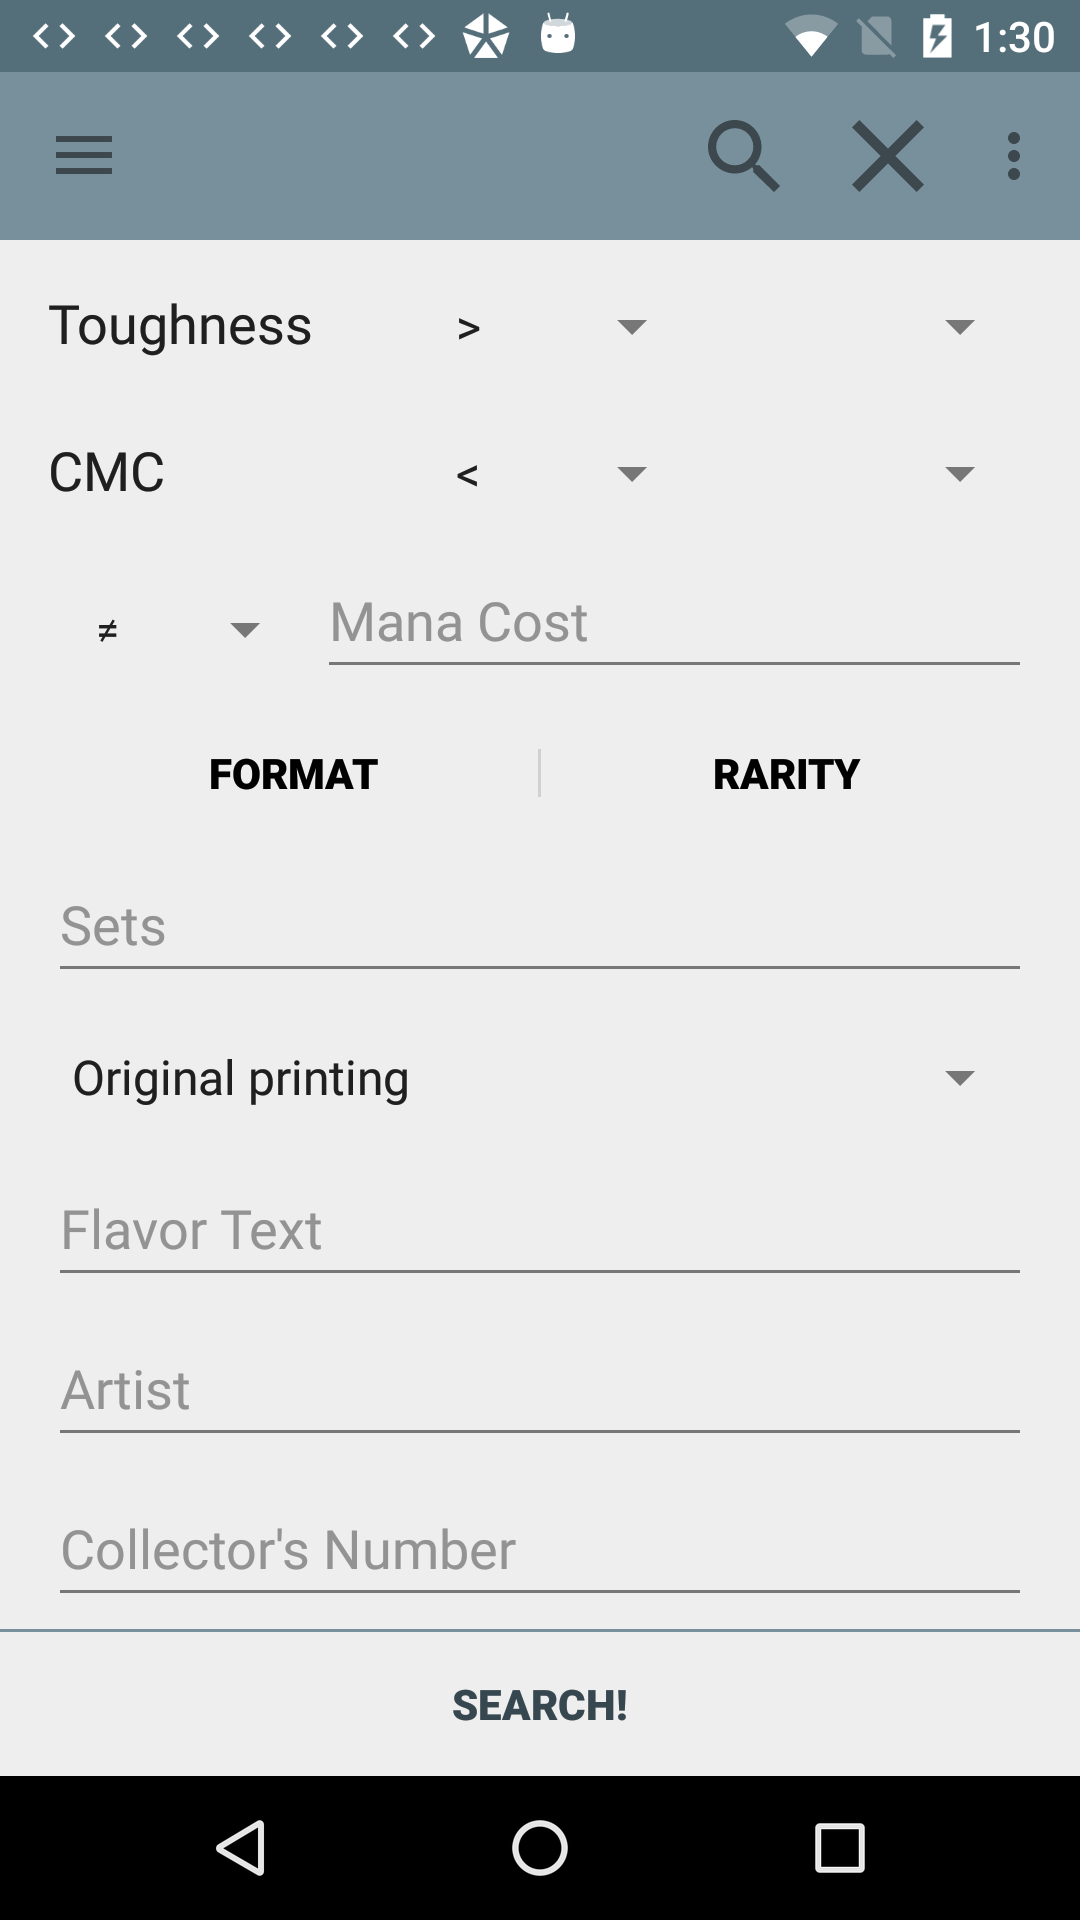 1:30
Toughness >
CMC <
≠ Mana Cost
FORMAT RARITY
Sets
Original printing
Flavor Text
Artist
Collector's Number
SEARCH!